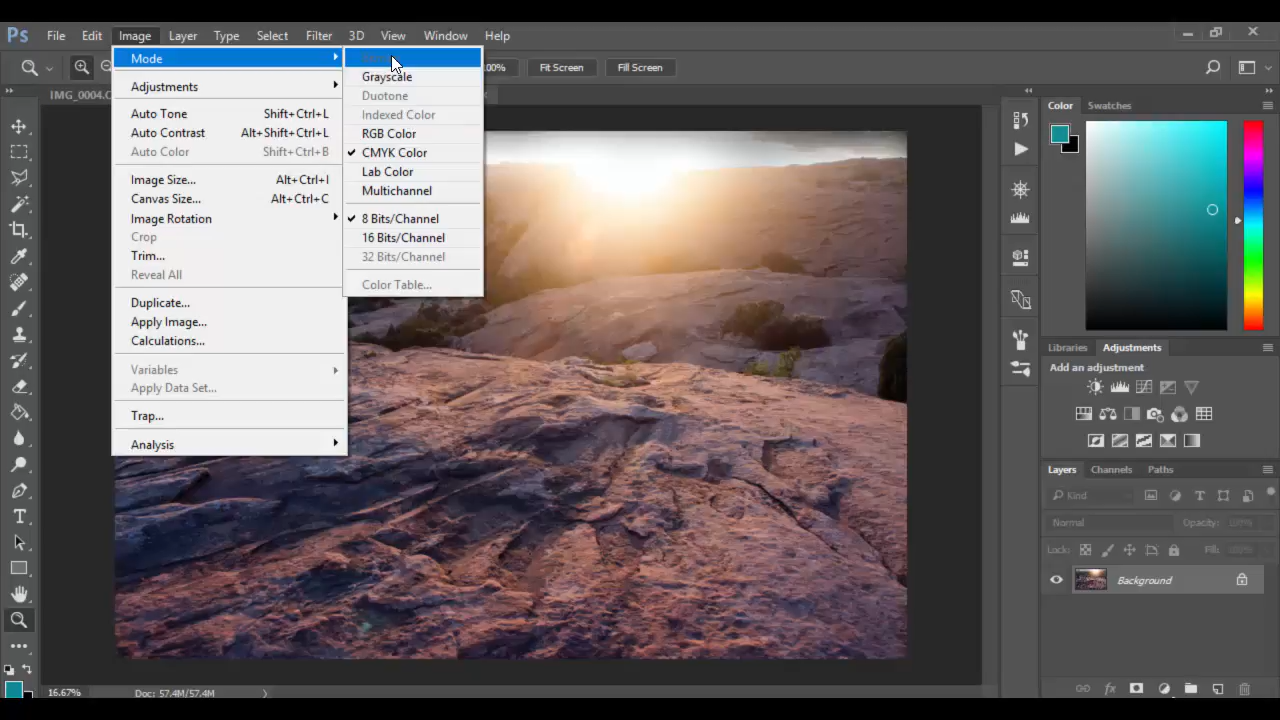 Ps File Edit Image Layer Type Select Filter 3D View Window Help
Fit Screen Fill Screen
IMG_0004.C
Mode
Adjustments
Auto Tone Shift+Ctrl+L
Auto Contrast Alt+Shift+Ctrl+L
Auto Color Shift+Ctrl+B
Image Size... Alt+Ctrl+I
Canvas Size... Alt+Ctrl+C
Image Rotation
Crop
Trim...
Reveal All
Duplicate...
Apply Image...
Calculations...
Variables
Apply Data Set...
Trap...
Analysis
Grayscale
Duotone
Indexed Color
RGB Color
CMYK Color
Lab Color
Multichannel
8 Bits/Channel
16 Bits/Channel
32 Bits/Channel
Color Table...
Color Swatches
Libraries Adjustments
Add an adjustment
Layers Channels Paths
Kind
Normal Opacity: 100%
Lock: Fill: 100%
Background
16.67% Doc: 57.4M/57.4M